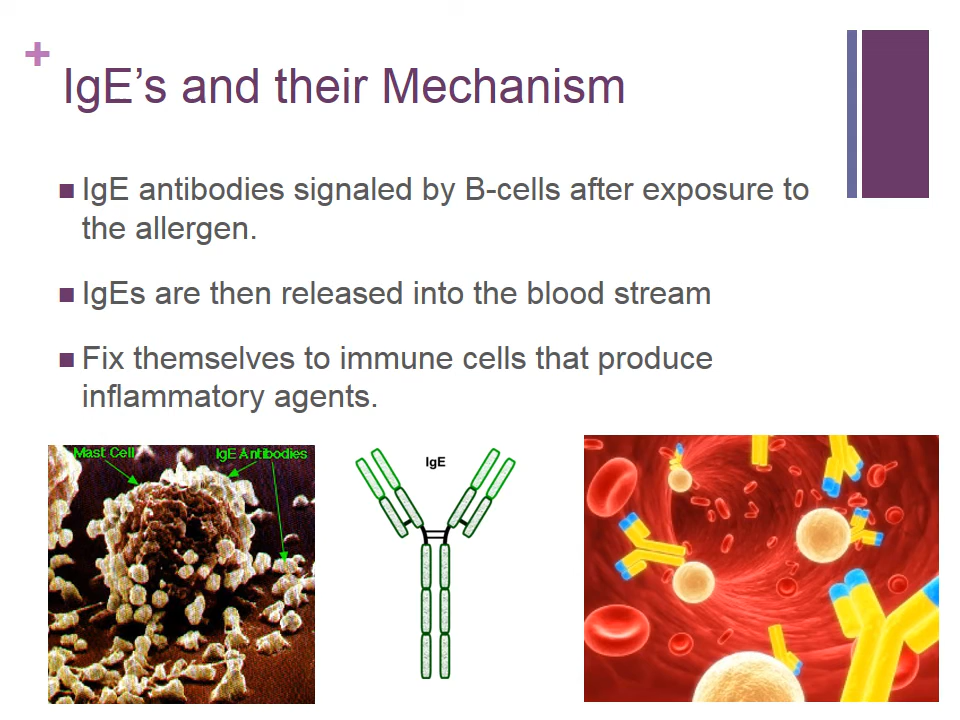 +
IgE’s and their Mechanism
■ IgE antibodies signaled by B-cells after exposure to
the allergen.
■ IgEs are then released into the blood stream
■ Fix themselves to immune cells that produce
inflammatory agents.
Mast Cell
IgE Antibodies
IgE